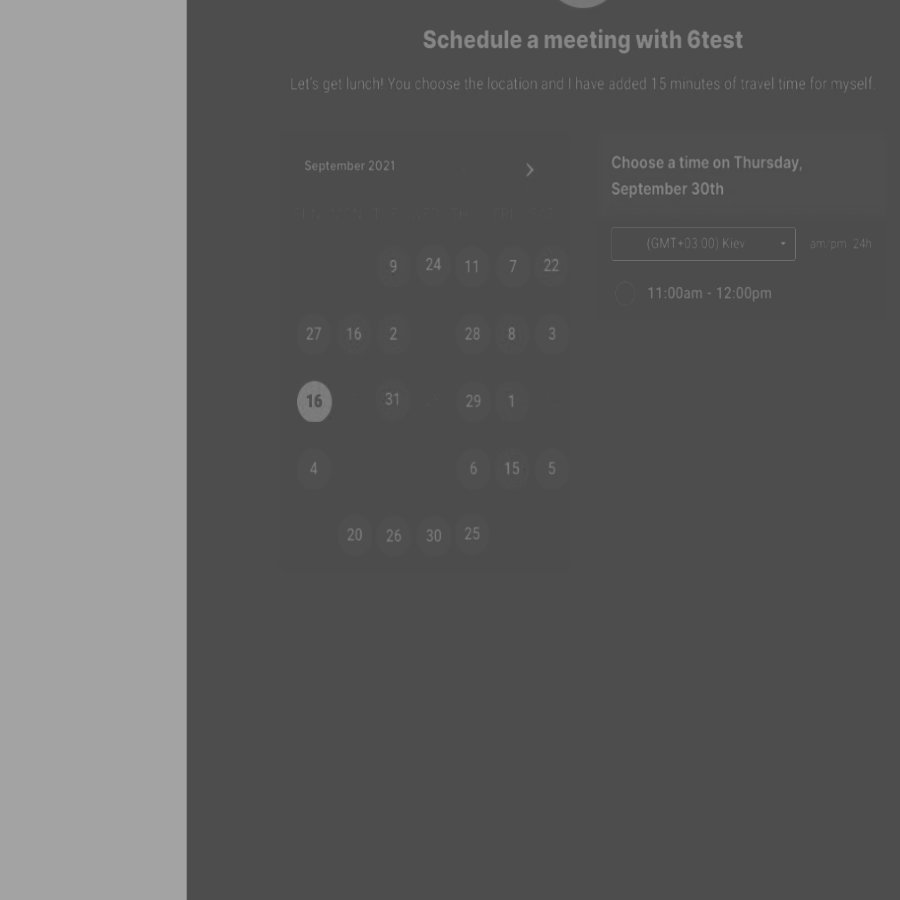 Schedule a meeting with 6test
Let's get lunch! You choose the location and I have added 15 minutes of travel time for myself
September 2021
Choose a time on Thursday,
September 30th
(GMT+03:00) Kiev
am/pm 24h
11:00am - 12:00pm
9 24 11 7 22
27 16 2 28 8 3
16 31 29 1
4 6 15 5
20 26 30 25